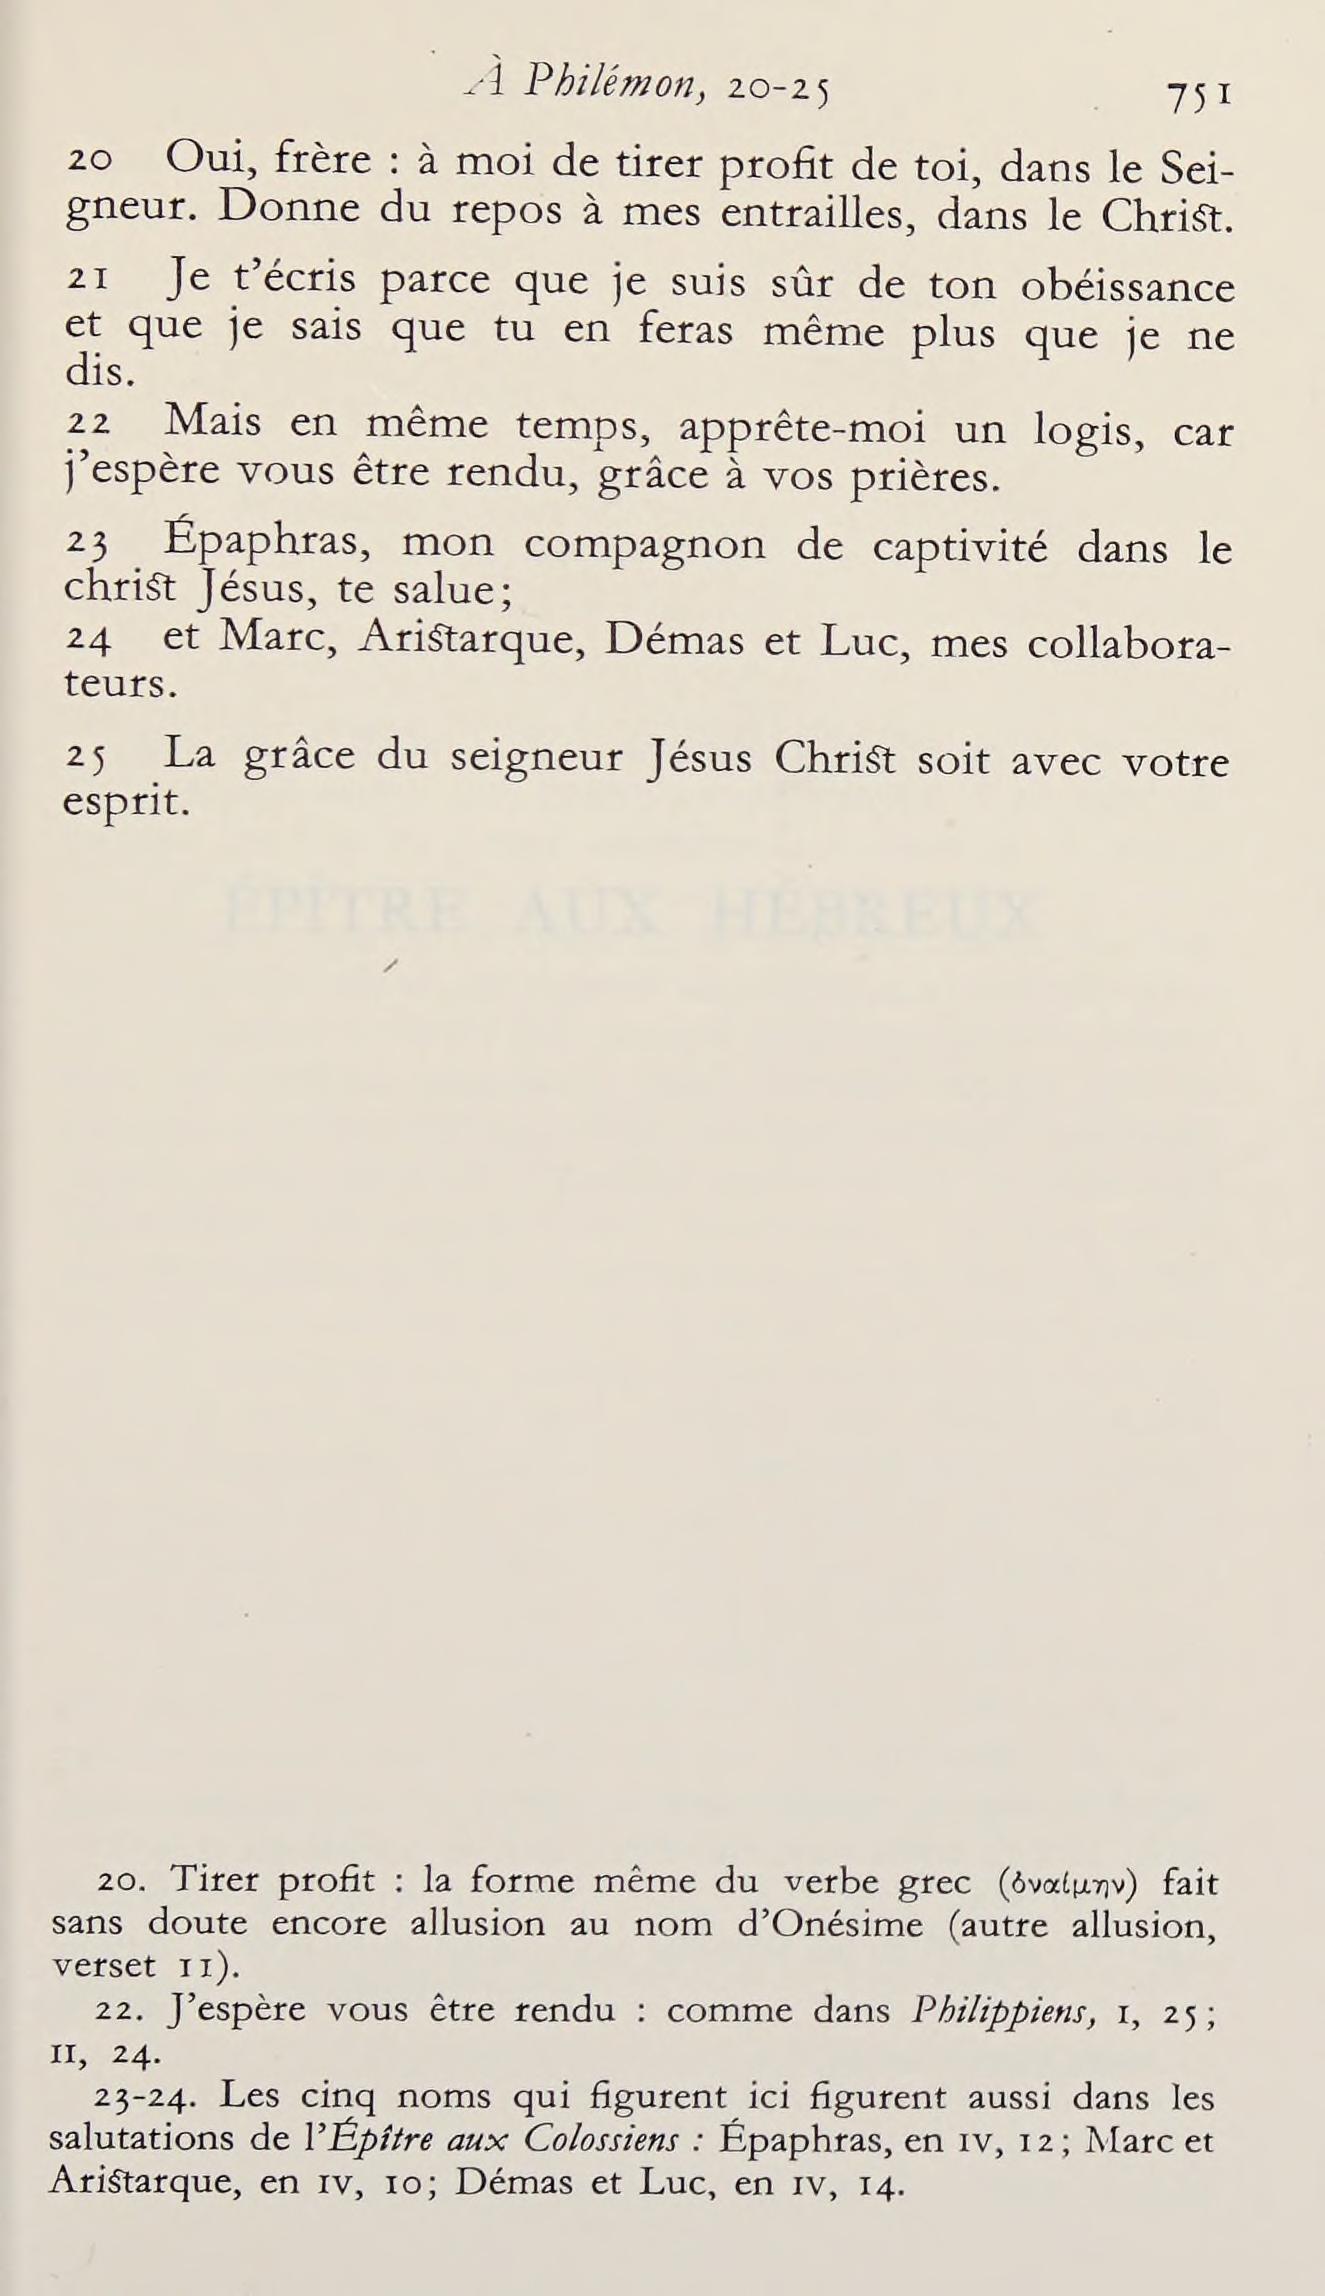 À Philémon, 20-25
751
20 Oui, frère : à moi de tirer profit de toi, dans le Sei-
gneur. Donne du repos à mes entrailles, dans le Christ.
21 Je t’écris parce que je suis sûr de ton obéissance
et que je sais que tu en feras même plus que je ne
dis.
22 Mais en même temps, apprête-moi un logis, car
j’espère vous être rendu, grâce à vos prières.
23 Épaphras, mon compagnon de captivité dans le
christ Jésus, te salue;
24 et Marc, Aristarque, Démas et Luc, mes collabora-
teurs.
25 La grâce du seigneur Jésus Christ soit avec votre
esprit.
ÉPÎTRE AUX HÉBREUX
20. Tirer profit : la forme même du verbe grec (ὀναίμην) fait
sans doute encore allusion au nom d’Onésime (autre allusion,
verset 11).
22. J’espère vous être rendu : comme dans Philippiens, I, 25;
II, 24.
23-24. Les cinq noms qui figurent ici figurent aussi dans les
salutations de l’Épître aux Colossiens : Épaphras, en IV, 12; Marc et
Aristarque, en IV, 10; Démas et Luc, en IV, 14.